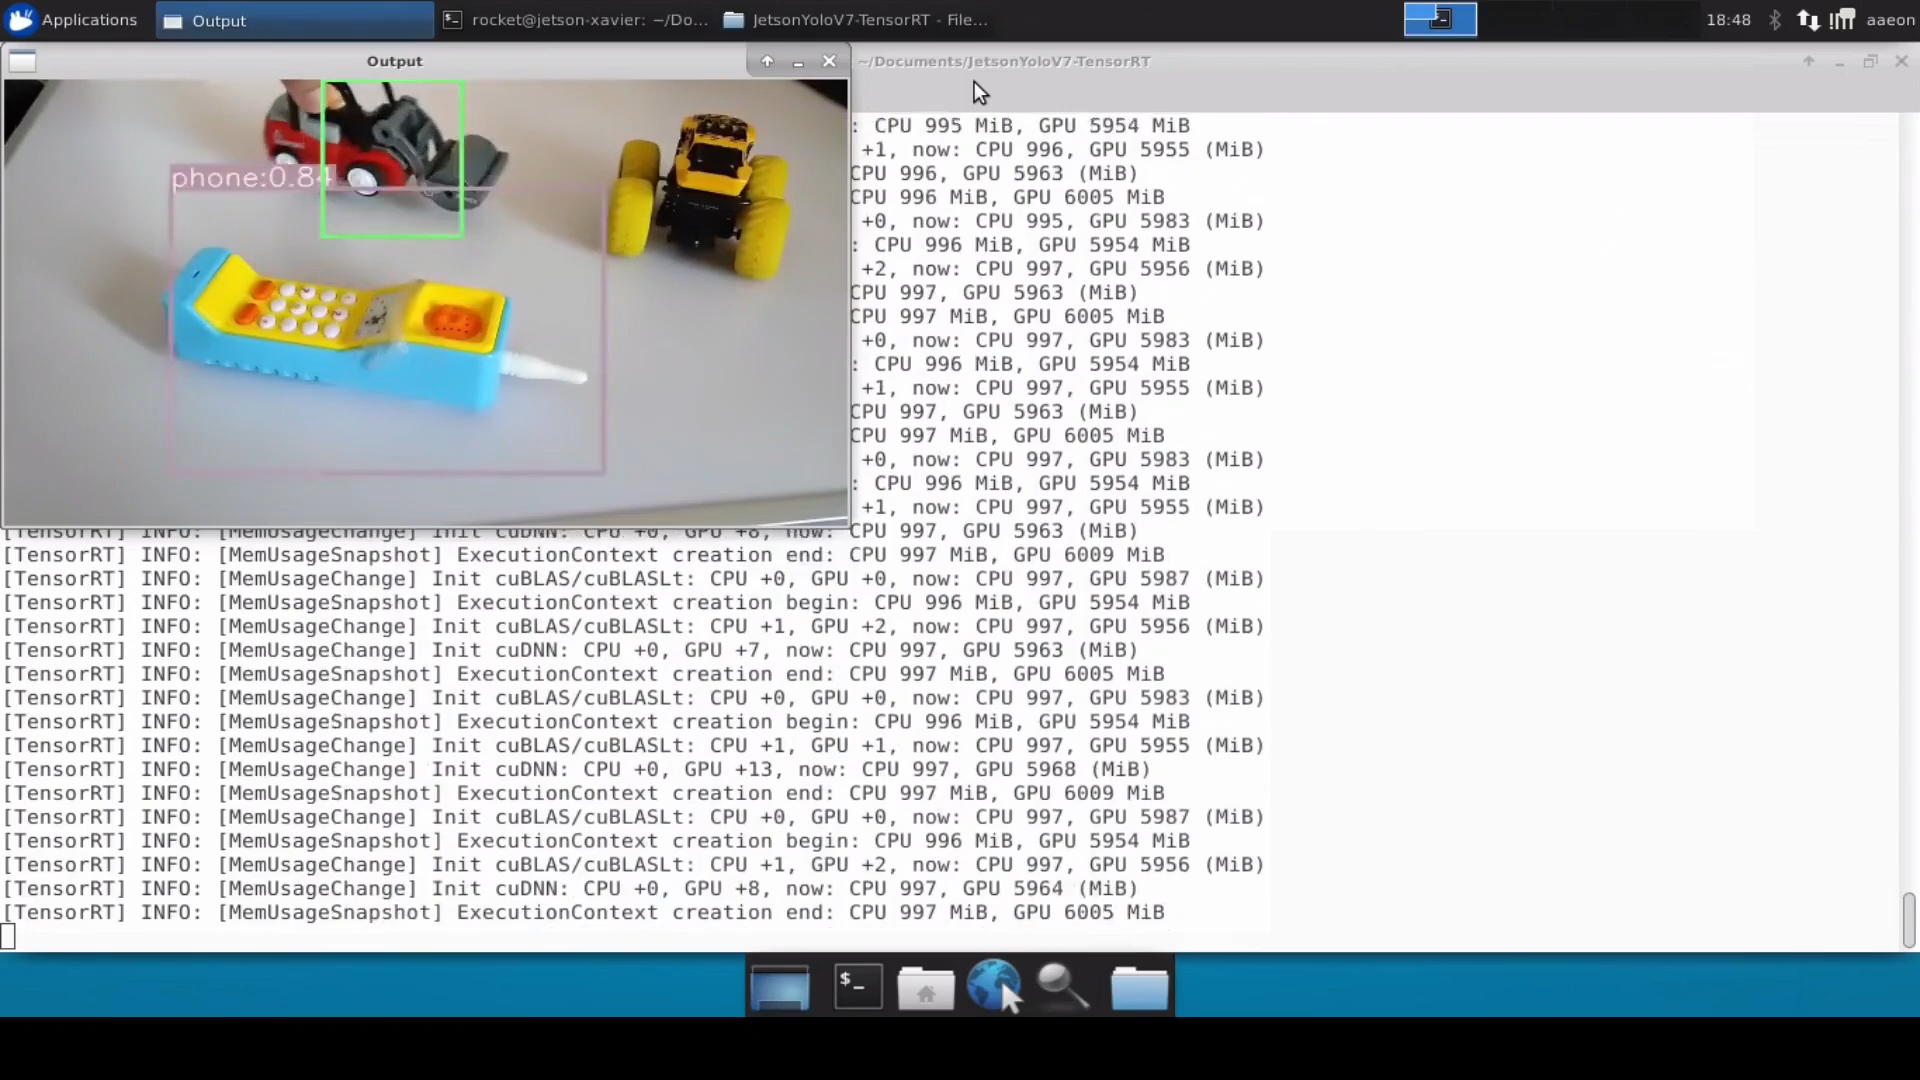 Applications
Output
rocket@jetson-xavier: ~/Do...
JetsonYoloV7-TensorRT - File...
18:48
aaeon
Output
~/Documents/JetsonYoloV7-TensorRT
phone:0.84
: CPU 995 MiB, GPU 5954 MiB
+1, now: CPU 996, GPU 5955 (MiB)
CPU 996, GPU 5963 (MiB)
CPU 996 MiB, GPU 6005 MiB
+0, now: CPU 995, GPU 5983 (MiB)
: CPU 996 MiB, GPU 5954 MiB
+2, now: CPU 997, GPU 5956 (MiB)
CPU 997, GPU 5963 (MiB)
CPU 997 MiB, GPU 6005 MiB
+0, now: CPU 997, GPU 5983 (MiB)
: CPU 996 MiB, GPU 5954 MiB
+1, now: CPU 997, GPU 5955 (MiB)
CPU 997, GPU 5963 (MiB)
CPU 997 MiB, GPU 6005 MiB
+0, now: CPU 997, GPU 5983 (MiB)
: CPU 996 MiB, GPU 5954 MiB
+1, now: CPU 997, GPU 5955 (MiB)
[TensorRT] INFO: [MemUsageChange] Init cuDNN: CPU +0, GPU +8, now: CPU 997, GPU 5963 (MiB)
[TensorRT] INFO: [MemUsageSnapshot] ExecutionContext creation end: CPU 997 MiB, GPU 6009 MiB
[TensorRT] INFO: [MemUsageChange] Init cuBLAS/cuBLASLt: CPU +0, GPU +0, now: CPU 997, GPU 5987 (MiB)
[TensorRT] INFO: [MemUsageSnapshot] ExecutionContext creation begin: CPU 996 MiB, GPU 5954 MiB
[TensorRT] INFO: [MemUsageChange] Init cuBLAS/cuBLASLt: CPU +1, GPU +2, now: CPU 997, GPU 5956 (MiB)
[TensorRT] INFO: [MemUsageChange] Init cuDNN: CPU +0, GPU +7, now: CPU 997, GPU 5963 (MiB)
[TensorRT] INFO: [MemUsageSnapshot] ExecutionContext creation end: CPU 997 MiB, GPU 6005 MiB
[TensorRT] INFO: [MemUsageChange] Init cuBLAS/cuBLASLt: CPU +0, GPU +0, now: CPU 997, GPU 5983 (MiB)
[TensorRT] INFO: [MemUsageSnapshot] ExecutionContext creation begin: CPU 996 MiB, GPU 5954 MiB
[TensorRT] INFO: [MemUsageChange] Init cuBLAS/cuBLASLt: CPU +1, GPU +1, now: CPU 997, GPU 5955 (MiB)
[TensorRT] INFO: [MemUsageChange] Init cuDNN: CPU +0, GPU +13, now: CPU 997, GPU 5968 (MiB)
[TensorRT] INFO: [MemUsageSnapshot] ExecutionContext creation end: CPU 997 MiB, GPU 6009 MiB
[TensorRT] INFO: [MemUsageChange] Init cuBLAS/cuBLASLt: CPU +0, GPU +0, now: CPU 997, GPU 5987 (MiB)
[TensorRT] INFO: [MemUsageSnapshot] ExecutionContext creation begin: CPU 996 MiB, GPU 5954 MiB
[TensorRT] INFO: [MemUsageChange] Init cuBLAS/cuBLASLt: CPU +1, GPU +2, now: CPU 997, GPU 5956 (MiB)
[TensorRT] INFO: [MemUsageChange] Init cuDNN: CPU +0, GPU +8, now: CPU 997, GPU 5964 (MiB)
[TensorRT] INFO: [MemUsageSnapshot] ExecutionContext creation end: CPU 997 MiB, GPU 6005 MiB
$_